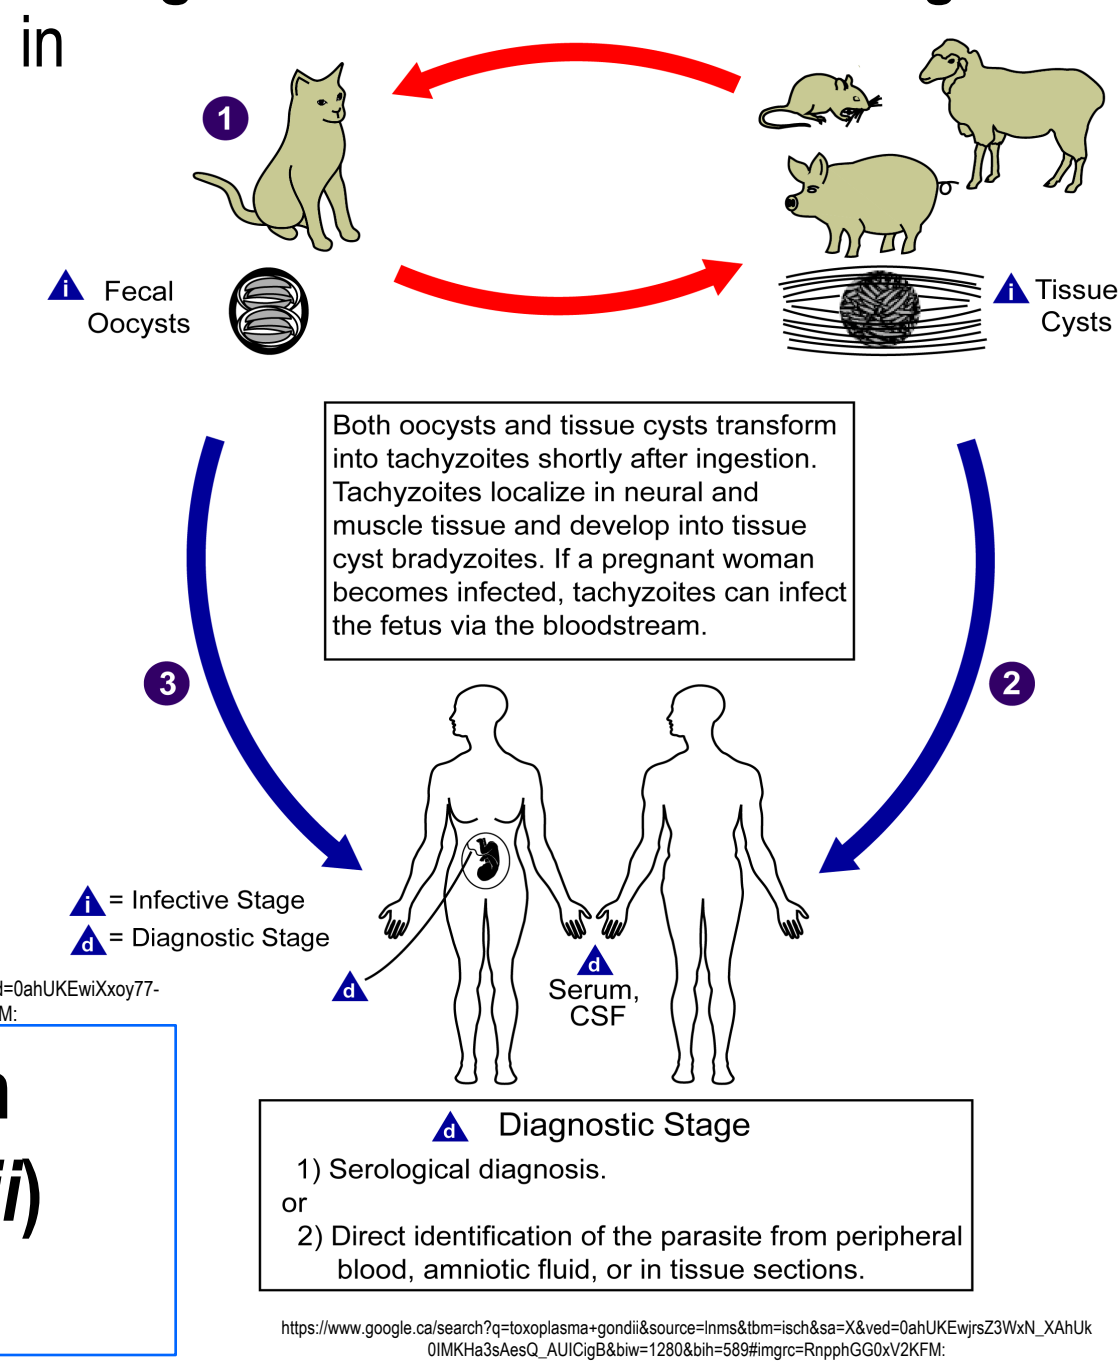 in
1
i Fecal
Oocysts
i Tissue
Cysts
Both oocysts and tissue cysts transform
into tachyzoites shortly after ingestion.
Tachyzoites localize in neural and
muscle tissue and develop into tissue
cyst bradyzoites. If a pregnant woman
becomes infected, tachyzoites can infect
the fetus via the bloodstream.
3
2
i = Infective Stage
d = Diagnostic Stage
d
d
Serum,
CSF
d=0ahUKEwiXxoy77-
M:
ii)
d Diagnostic Stage
1) Serological diagnosis.
or
2) Direct identification of the parasite from peripheral
blood, amniotic fluid, or in tissue sections.
https://www.google.ca/search?q=toxoplasma+gondii&source=lnms&tbm=isch&sa=X&ved=0ahUKEwjrsZ3WxN_XAhUk
0IMKHa3sAesQ_AUICigB&biw=1280&bih=589#imgrc=RnpphGG0xV2KFM: